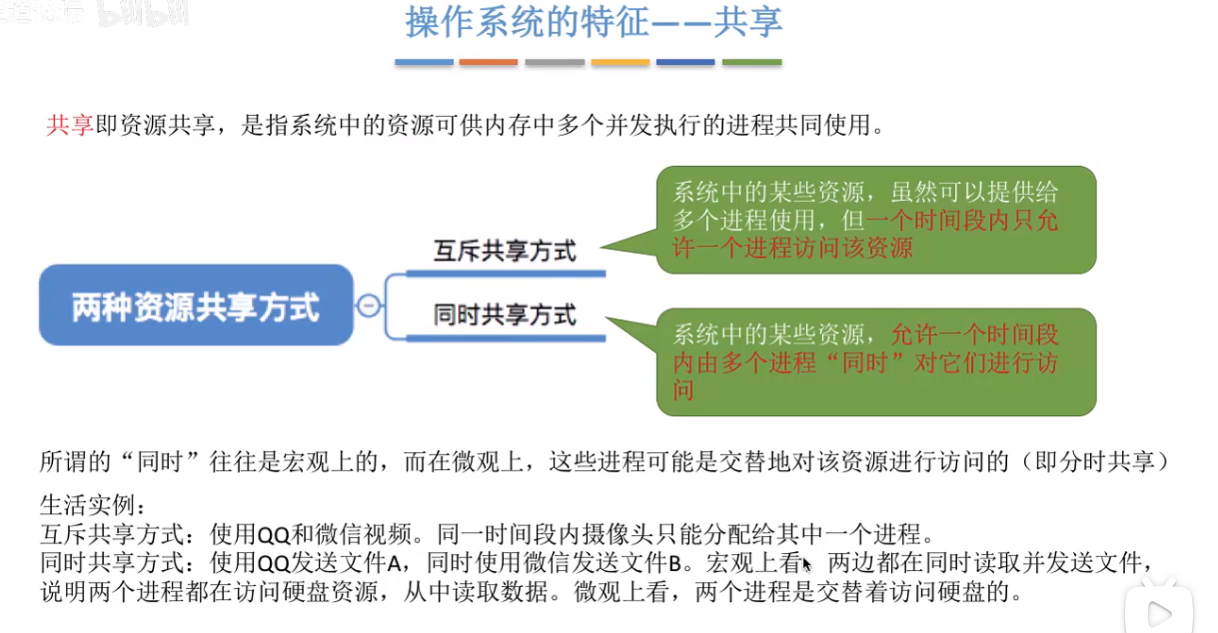 bilibili
操作系统的特征——共享
共享即资源共享，是指系统中的资源可供内存中多个并发执行的进程共同使用。
两种资源共享方式
互斥共享方式
系统中的某些资源，虽然可以提供给
多个进程使用，但一个时间段内只允
许一个进程访问该资源
同时共享方式
系统中的某些资源，允许一个时间段
内由多个进程“同时”对它们进行访
问
所谓的“同时”往往是宏观上的，而在微观上，这些进程可能是交替地对该资源进行访问的（即分时共享）
生活实例：
互斥共享方式：使用QQ和微信视频。同一时间段内摄像头只能分配给其中一个进程。
同时共享方式：使用QQ发送文件A，同时使用微信发送文件B。宏观上看，两边都在同时读取并发送文件，
说明两个进程都在访问硬盘资源，从中读取数据。微观上看，两个进程是交替着访问硬盘的。